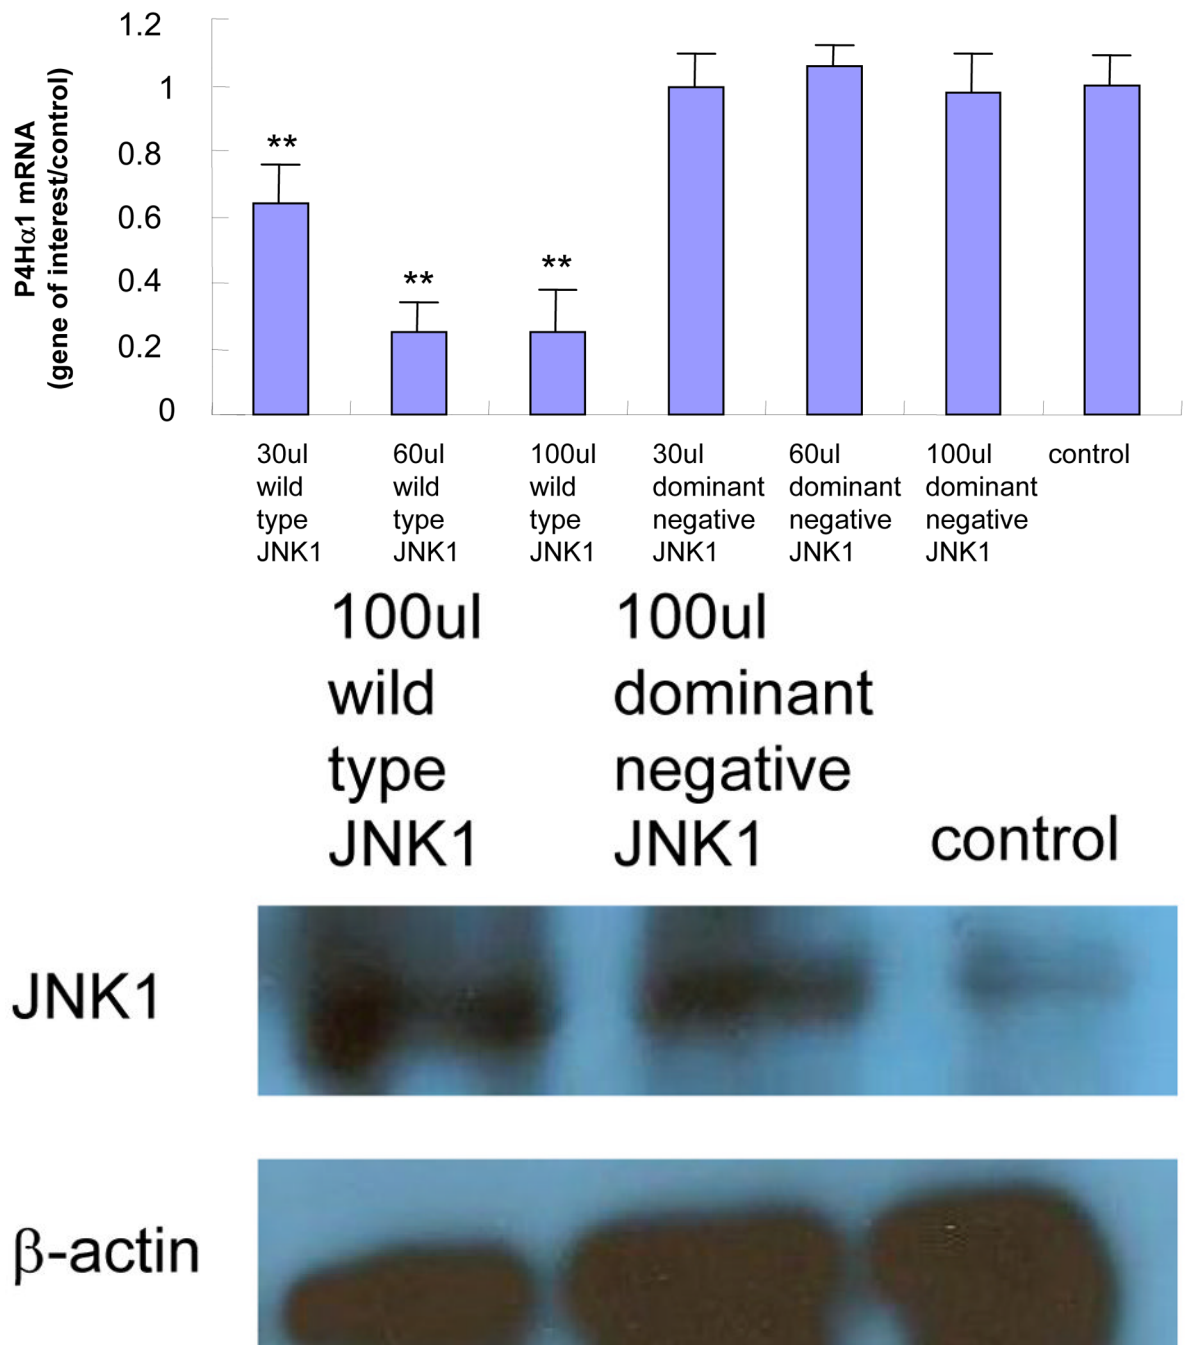 P4Hα1 mRNA
(gene of interest/control)
1.2
1
0.8
0.6
0.4
0.2
0
**
**
**
30ul
wild
type
JNK1
60ul
wild
type
JNK1
100ul
wild
type
JNK1
30ul
dominant
negative
JNK1
60ul
dominant
negative
JNK1
100ul
dominant
negative
JNK1
control
100ul
wild
type
JNK1
100ul
dominant
negative
JNK1
control
JNK1
β-actin